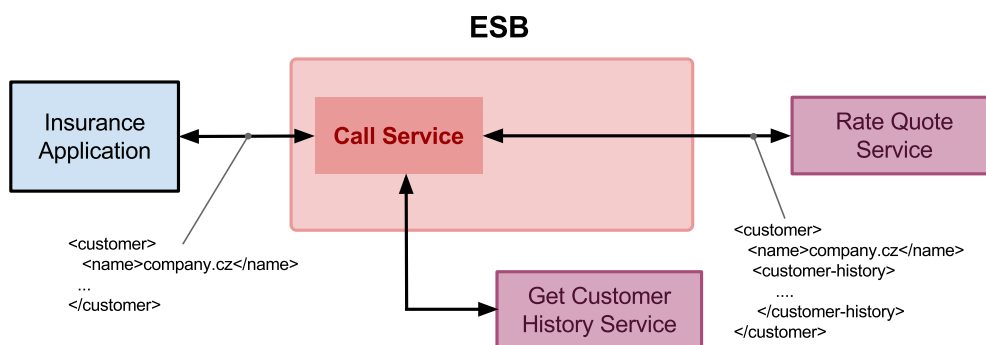 ESB
Insurance
Application
Call Service
Rate Quote
Service
<customer>
<name>company.cz</name>
...
</customer>
Get Customer
History Service
<customer>
<name>company.cz</name>
<customer-history>
....
</customer-history>
</customer>